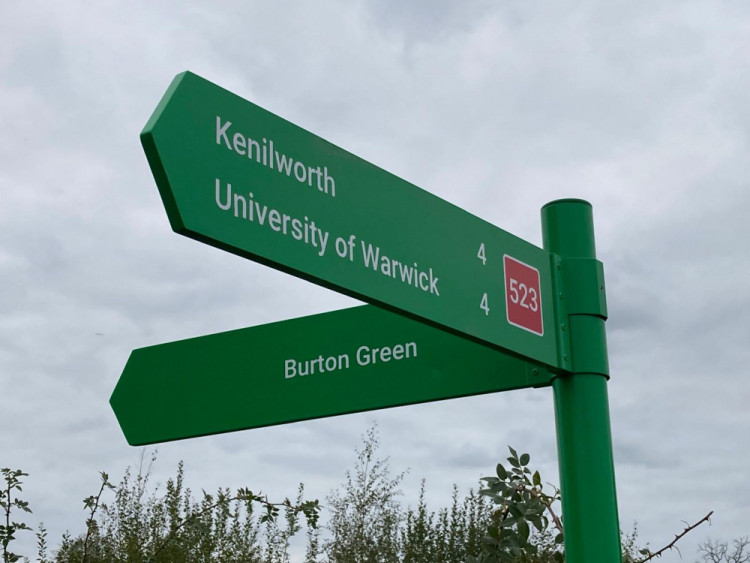 Kenilworth 4
University of Warwick 4
523
Burton Green